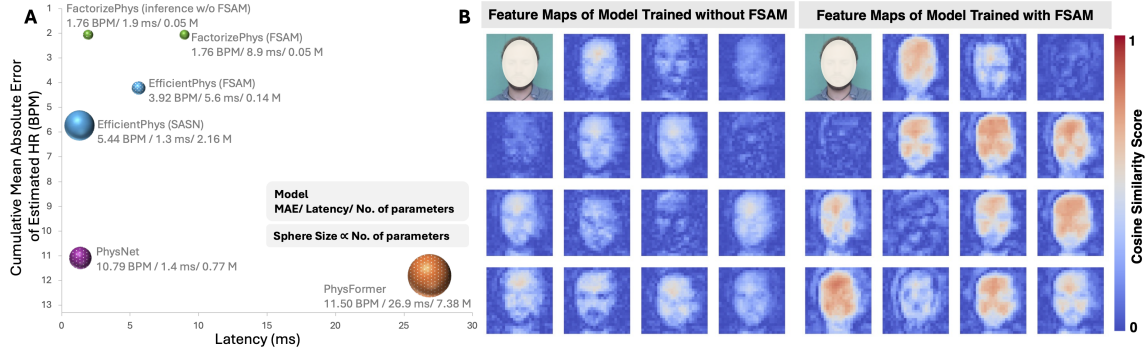 A
FactorizePhys (inference w/o FSAM)
1.76 BPM/ 1.9 ms/ 0.05 M
FactorizePhys (FSAM)
1.76 BPM/ 8.9 ms/ 0.05 M
EfficientPhys (FSAM)
3.92 BPM/ 5.6 ms/ 0.14 M
EfficientPhys (SASN)
5.44 BPM / 1.3 ms/ 2.16 M
Model
MAE/ Latency/ No. of parameters
Sphere Size ∝ No. of parameters
PhysNet
10.79 BPM / 1.4 ms/ 0.77 M
PhysFormer
11.50 BPM / 26.9 ms/ 7.38 M
Cumulative Mean Absolute Error
of Estimated HR (BPM)
1
2
3
4
5
6
7
8
9
10
11
12
13
0
5
10
15
20
25
30
Latency (ms)
B
Feature Maps of Model Trained without FSAM
Feature Maps of Model Trained with FSAM
1
Cosine Similarity Score
0